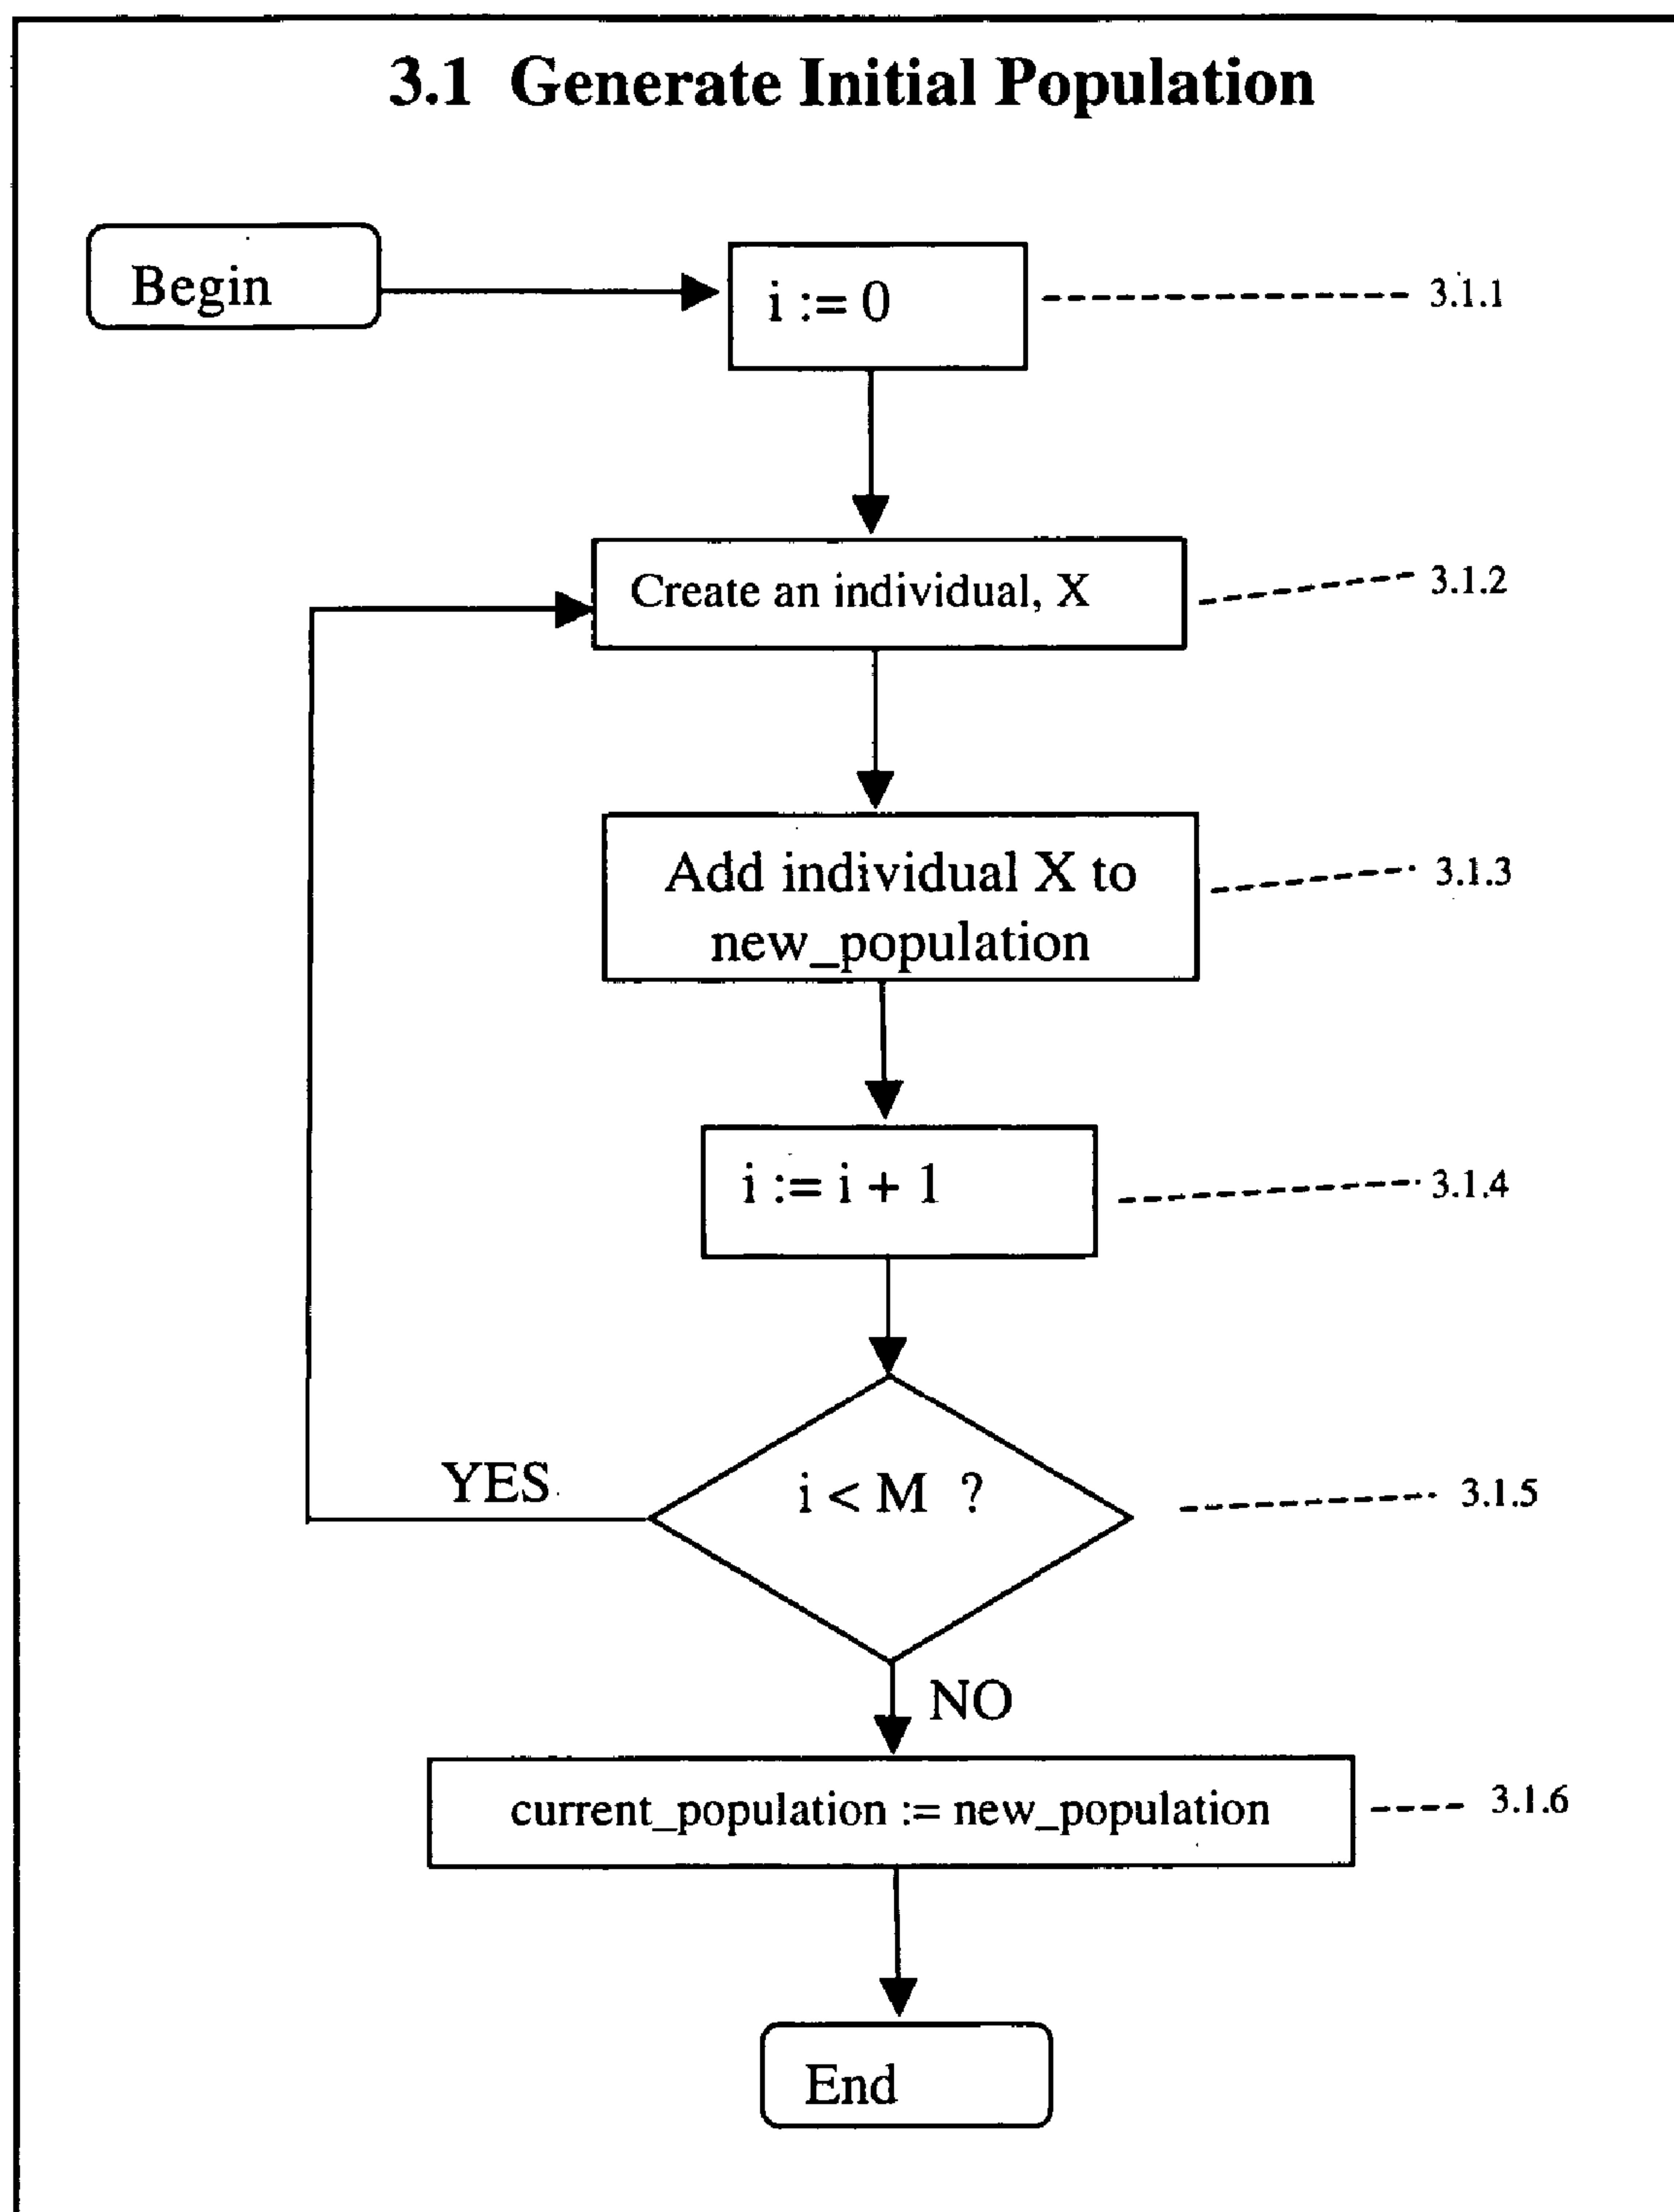 3.1 Generate Initial Population
Begin
i := 0
3.1.1
Create an individual, X
3.1.2
Add individual X to
new_population
3.1.3
i := i + 1
3.1.4
i < M ?
3.1.5
YES
NO
current_population := new_population
3.1.6
End